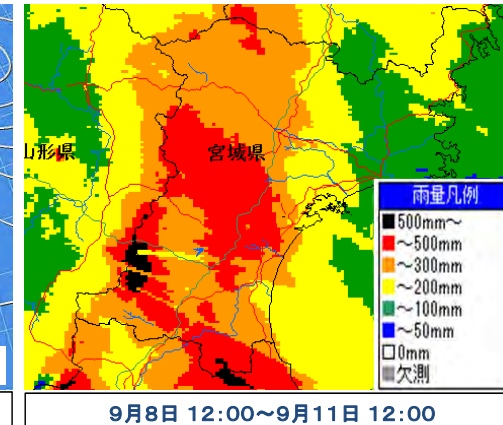 山形県
宮城県
雨量凡例
500mm～
～500mm
～300mm
～200mm
～100mm
～50mm
0mm
欠測
9月8日 12:00～9月11日 12:00